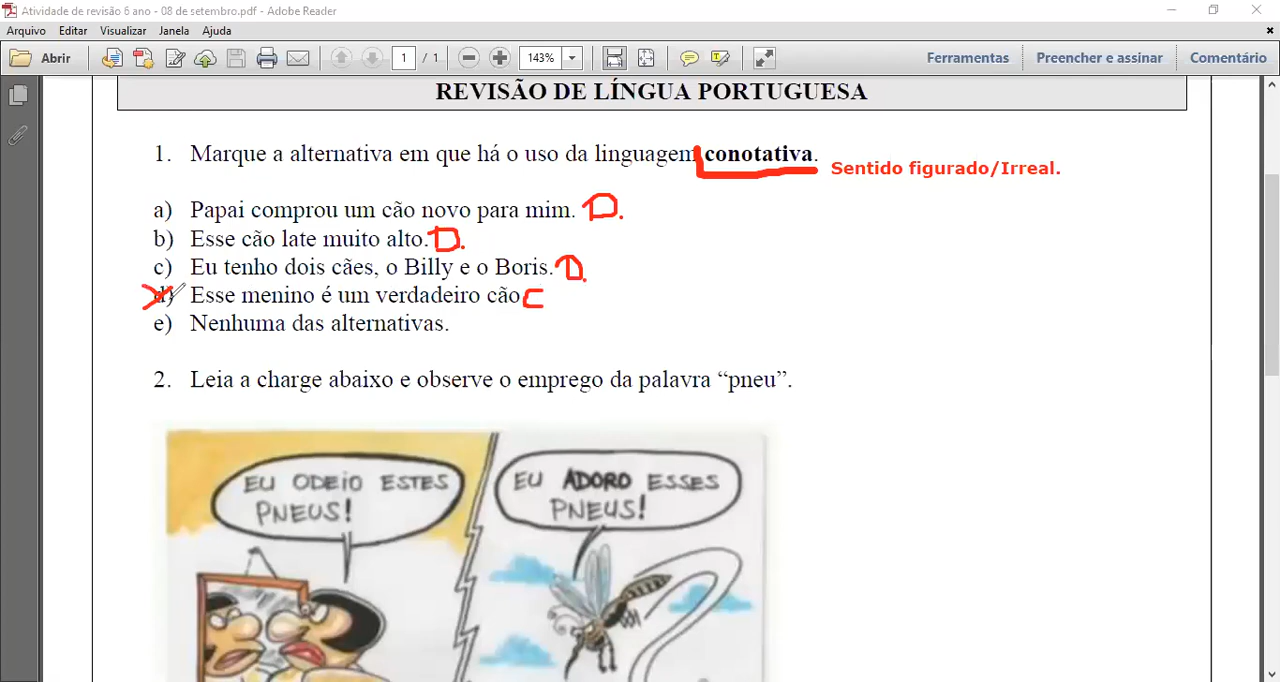 Atividade de revisão 6 ano - 08 de setembro.pdf - Adobe Reader
Arquivo Editar Visualizar Janela Ajuda
Abrir 1 / 1 143% Ferramentas Preencher e assinar Comentário
REVISÃO DE LÍNGUA PORTUGUESA
1. Marque a alternativa em que há o uso da linguagem conotativa.
Sentido figurado/Irreal.
a) Papai comprou um cão novo para mim. D.
b) Esse cão late muito alto. D.
c) Eu tenho dois cães, o Billy e o Boris. D.
d) Esse menino é um verdadeiro cão C
e) Nenhuma das alternativas.
2. Leia a charge abaixo e observe o emprego da palavra “pneu”.
EU ODEIO ESTES
PNEUS!
EU ADORO ESSES
PNEUS!